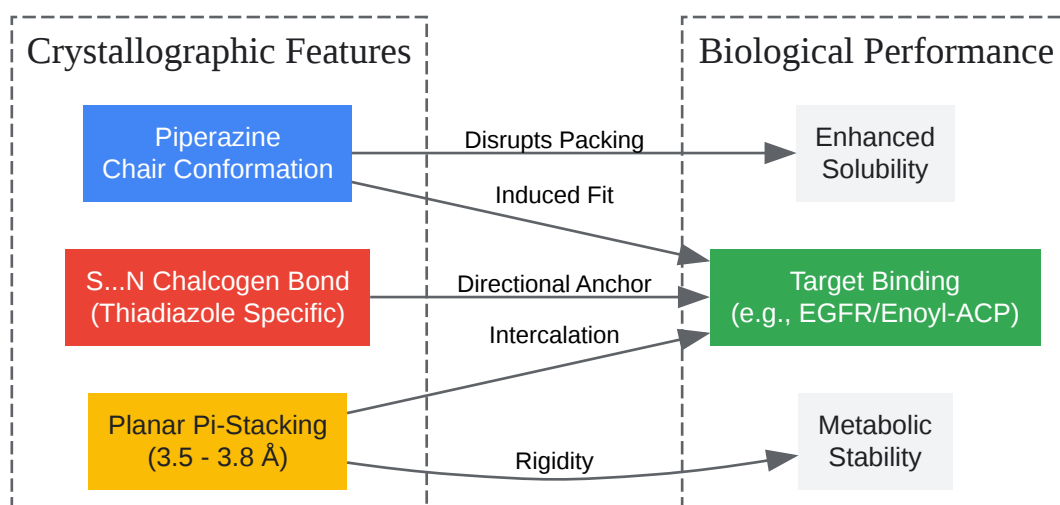 Crystallographic Features
Biological Performance
Piperazine
Chair Conformation
Disrupts Packing
Enhanced
Solubility
Induced Fit
S...N Chalcogen Bond
(Thiadiazole Specific)
Directional Anchor
Target Binding
(e.g., EGFR/Enoyl-ACP)
Intercalation
Planar Pi-Stacking
(3.5 - 3.8 Å)
Rigidity
Metabolic
Stability